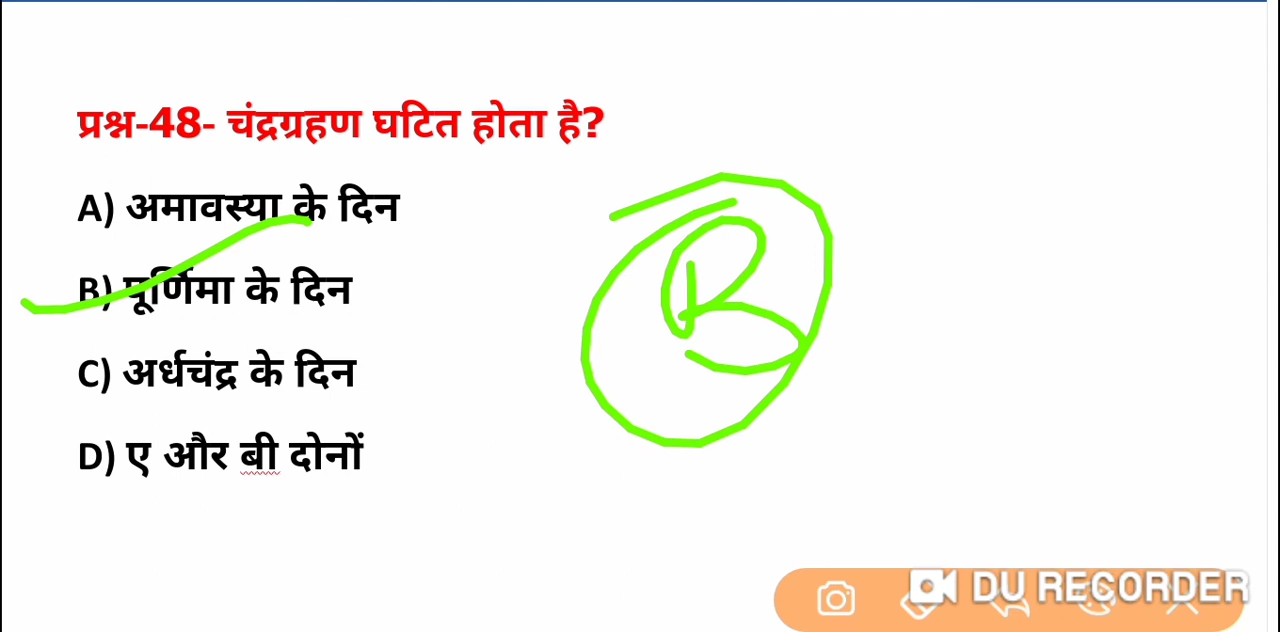 प्रश्न-48- चंद्रग्रहण घटित होता है?
A) अमावस्या के दिन
B) पूर्णिमा के दिन
B
C) अर्धचंद्र के दिन
D) ए और बी दोनों
DU RECORDER